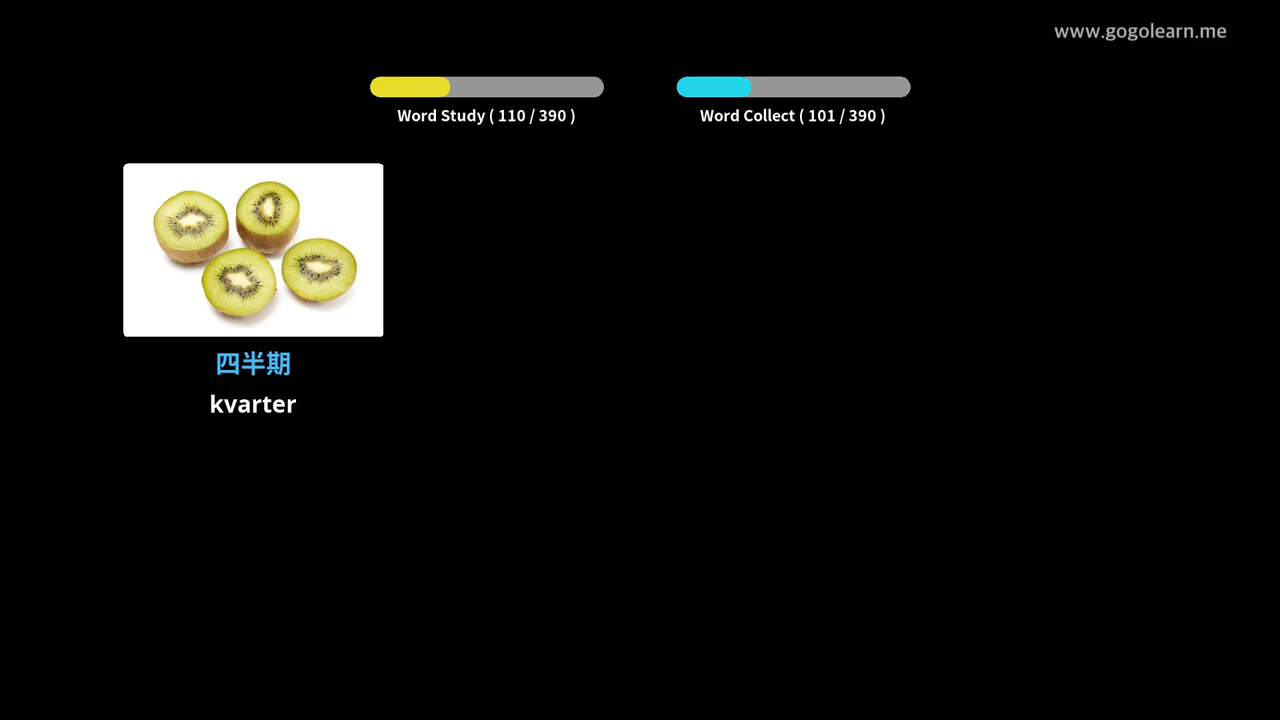 www.gogolearn.me
Word Study ( 110 / 390 )
Word Collect ( 101 / 390 )
四半期
kvarter